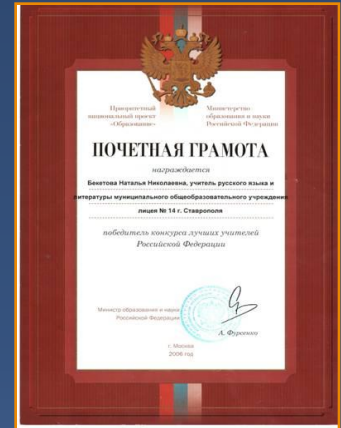 Приоритетный
национальный проект
«Образование»
Министерство
образования и науки
Российской Федерации
ПОЧЕТНАЯ ГРАМОТА
награждается
Бекетова Наталья Николаевна, учитель русского языка и
литературы муниципального общеобразовательного учреждения
лицея № 14 г. Ставрополя
победитель конкурса лучших учителей
Российской Федерации
Министр образования и науки
Российской Федерации
А. Фурсенко
г. Москва
2006 год